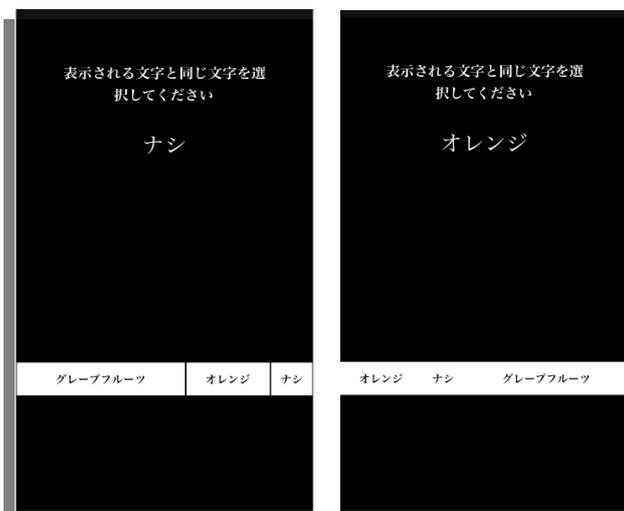 表示される文字と同じ文字を選
択してください
ナシ
グレープフルーツ オレンジ ナシ
表示される文字と同じ文字を選
択してください
オレンジ
オレンジ ナシ グレープフルーツ